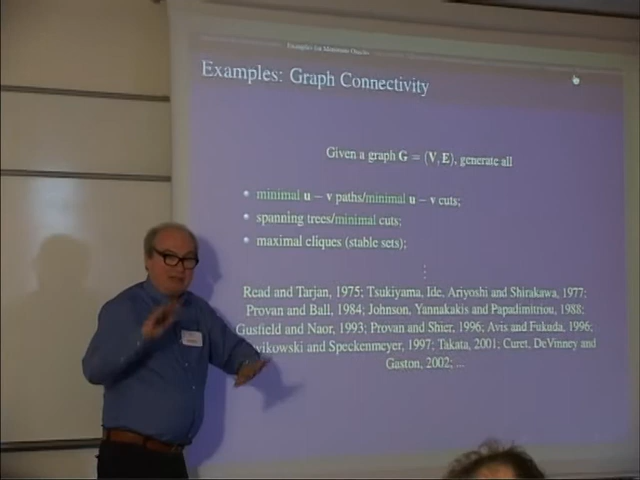 Examples for Monotone Oracles
Examples: Graph Connectivity
Given a graph G = (V, E), generate all
minimal u − v paths/minimal u − v cuts;
spanning trees/minimal cuts;
maximal cliques (stable sets);
⋮
Read and Tarjan, 1975; Tsukiyama, Ide, Ariyoshi and Shirakawa, 1977;
Provan and Ball, 1984; Johnson, Yannakakis and Papadimitriou, 1988;
Gusfield and Naor, 1993; Provan and Shier, 1996; Avis and Fukuda, 1996;
and Speckenmeyer, 1997; Takata, 2001; Curet, DeVinney and
Gaston, 2002; ...